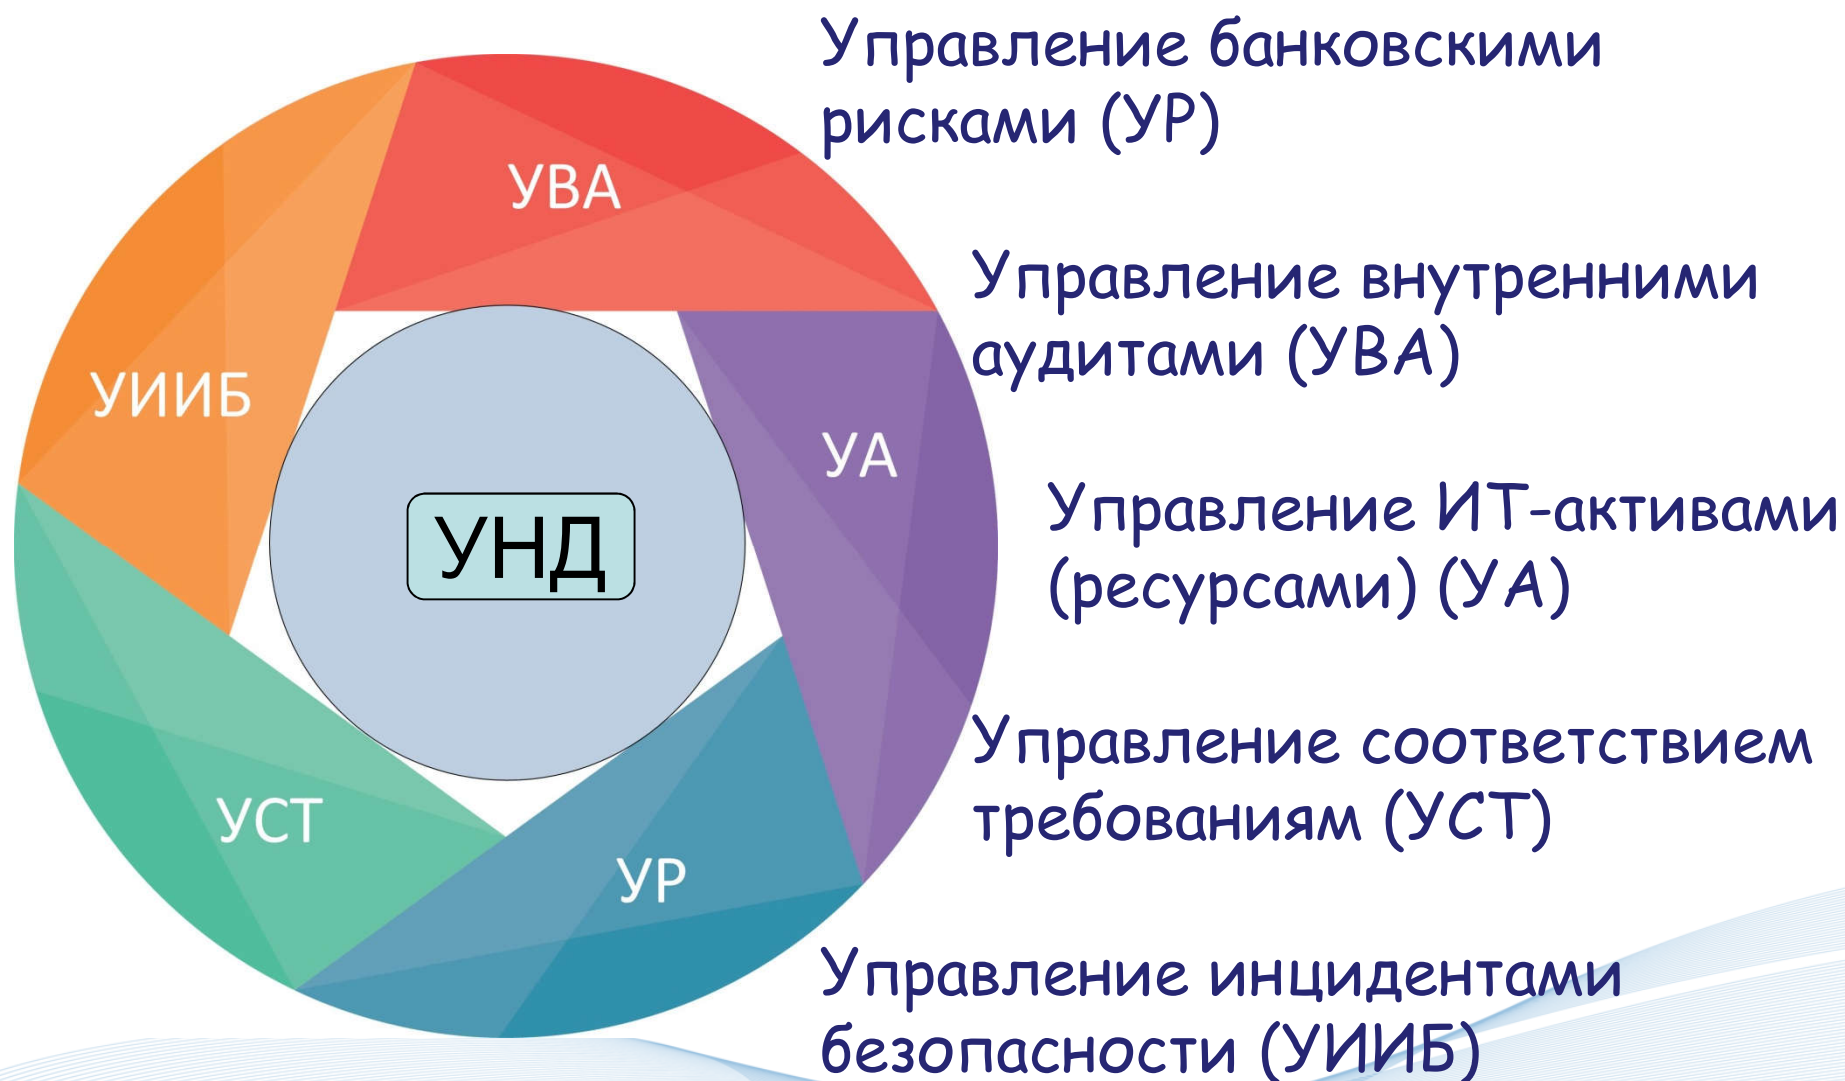 Управление банковскими
рисками (УР)
УВА
Управление внутренними
аудитами (УВА)
УИИБ
УА
Управление ИТ-активами
(ресурсами) (УА)
УНД
Управление соответствием
требованиям (УСТ)
УСТ
УР
Управление инцидентами
безопасности (УИИБ)